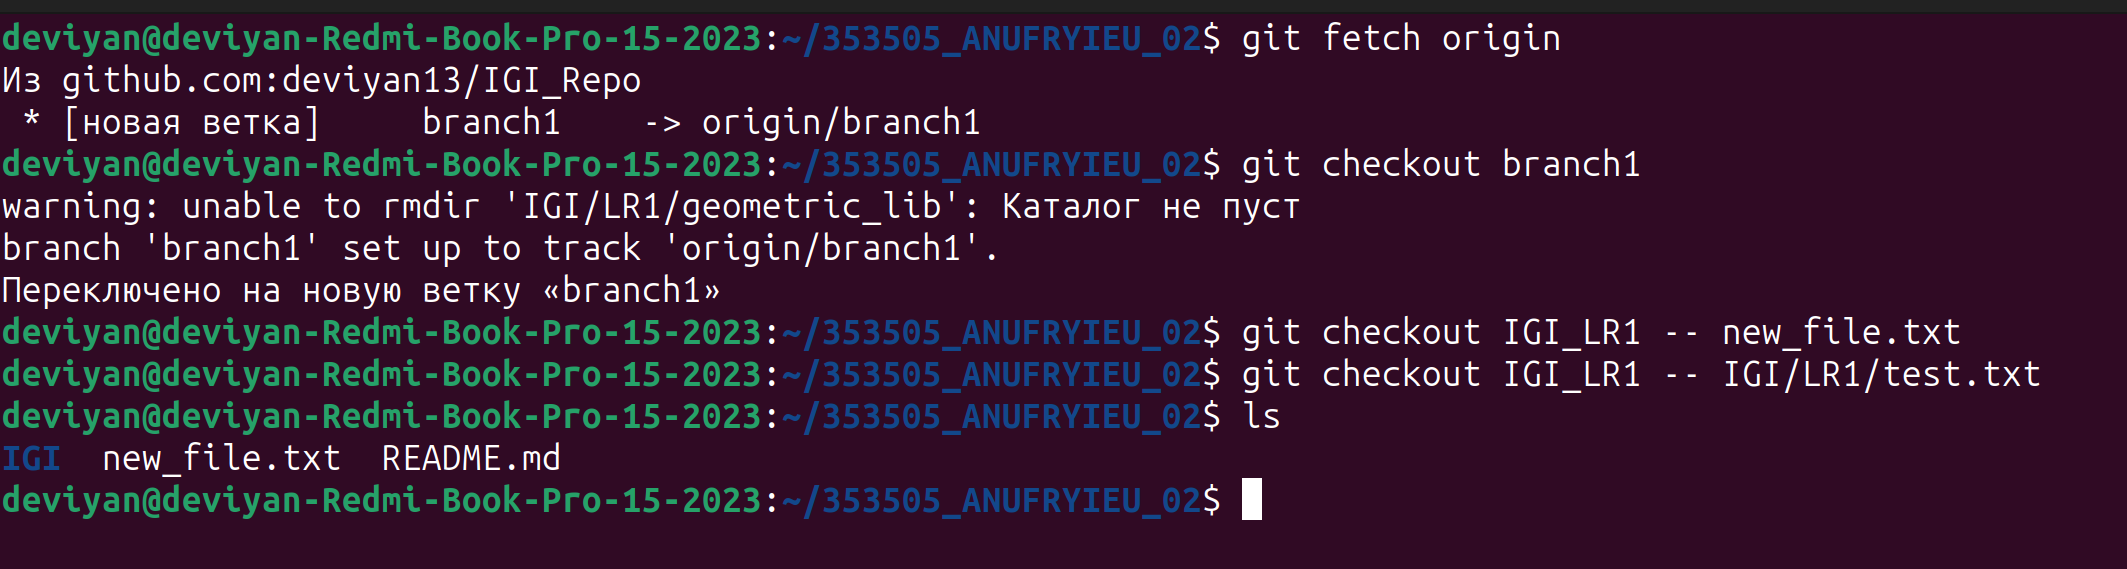 deviyan@deviyan-Redmi-Book-Pro-15-2023:~/353505_ANUFRYIEU_02$ git fetch origin
Из github.com:deviyan13/IGI_Repo
 * [новая ветка]     branch1    -> origin/branch1
deviyan@deviyan-Redmi-Book-Pro-15-2023:~/353505_ANUFRYIEU_02$ git checkout branch1
warning: unable to rmdir 'IGI/LR1/geometric_lib': Каталог не пуст
branch 'branch1' set up to track 'origin/branch1'.
Переключено на новую ветку «branch1»
deviyan@deviyan-Redmi-Book-Pro-15-2023:~/353505_ANUFRYIEU_02$ git checkout IGI_LR1 -- new_file.txt
deviyan@deviyan-Redmi-Book-Pro-15-2023:~/353505_ANUFRYIEU_02$ git checkout IGI_LR1 -- IGI/LR1/test.txt
deviyan@deviyan-Redmi-Book-Pro-15-2023:~/353505_ANUFRYIEU_02$ ls
IGI  new_file.txt  README.md
deviyan@deviyan-Redmi-Book-Pro-15-2023:~/353505_ANUFRYIEU_02$